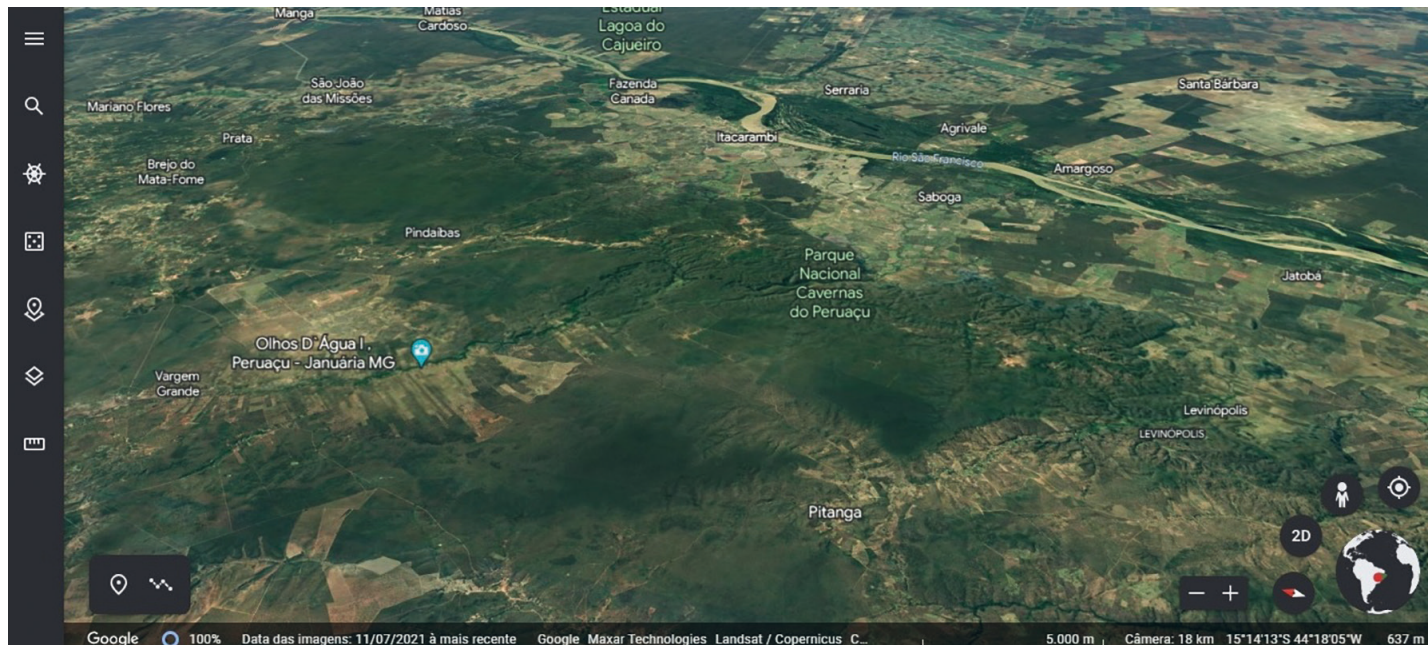 Manga
Matias
Cardoso
Estadual
Lagoa do
Cajueiro
São João
das Missões
Fazenda
Canada
Serraria
Santa Bárbara
Mariano Flores
Prata
Itacarambi
Agrivale
Brejo do
Mata-Fome
Rio São Francisco
Amargoso
Saboga
Pindaíbas
Parque
Nacional
Cavernas
do Peruaçu
Jatobá
Olhos D`Água I ,
Peruaçu - Januária MG
Vargem
Grande
Levinópolis
LEVINÓPOLIS
Pitanga
2D
Google 100% Data das imagens: 11/07/2021 à mais recente Google Maxar Technologies Landsat / Copernicus C... 5.000 m Câmera: 18 km 15°14'13"S 44°18'05"W 637 m